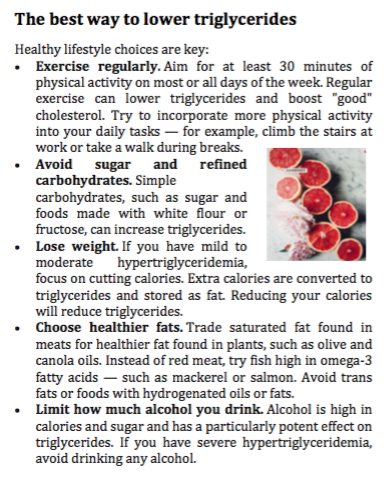 The best way to lower triglycerides
Healthy lifestyle choices are key:
• Exercise regularly. Aim for at least 30 minutes of
physical activity on most or all days of the week. Regular
exercise can lower triglycerides and boost "good"
cholesterol. Try to incorporate more physical activity
into your daily tasks — for example, climb the stairs at
work or take a walk during breaks.
• Avoid sugar and refined
carbohydrates. Simple
carbohydrates, such as sugar and
foods made with white flour or
fructose, can increase triglycerides.
• Lose weight. If you have mild to
moderate hypertriglyceridemia,
focus on cutting calories. Extra calories are converted to
triglycerides and stored as fat. Reducing your calories
will reduce triglycerides.
• Choose healthier fats. Trade saturated fat found in
meats for healthier fat found in plants, such as olive and
canola oils. Instead of red meat, try fish high in omega-3
fatty acids — such as mackerel or salmon. Avoid trans
fats or foods with hydrogenated oils or fats.
• Limit how much alcohol you drink. Alcohol is high in
calories and sugar and has a particularly potent effect on
triglycerides. If you have severe hypertriglyceridemia,
avoid drinking any alcohol.